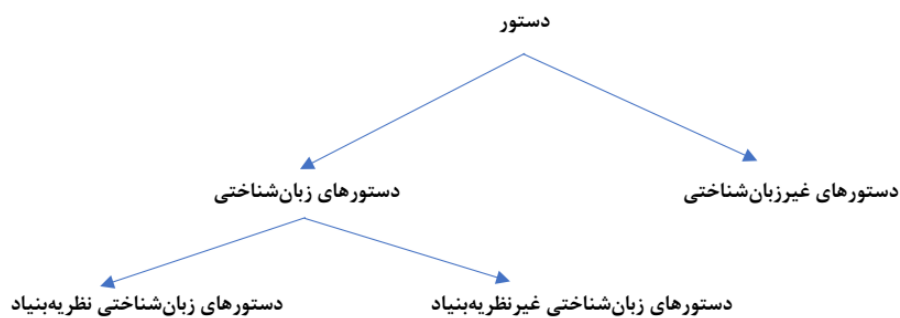 دستور
دستورهای غیرزبان‌شناختی
دستورهای زبان‌شناختی
دستورهای زبان‌شناختی غیرنظریه‌بنیاد
دستورهای زبان‌شناختی نظریه‌بنیاد